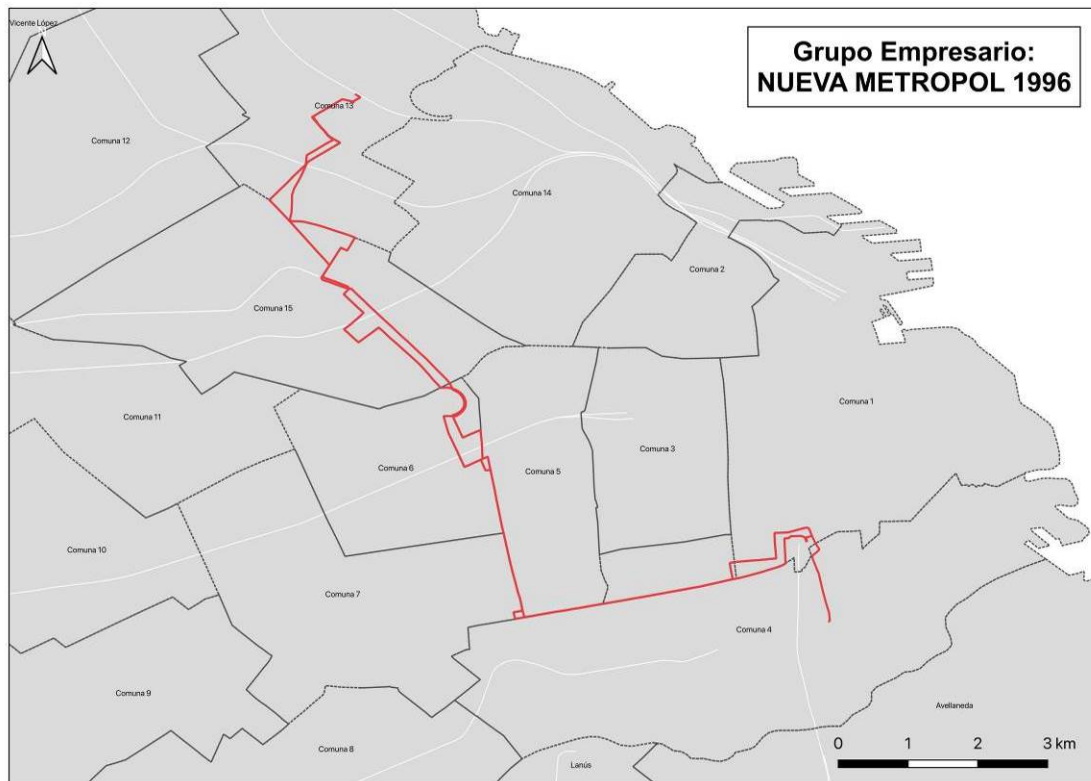 Vicente López
Grupo Empresario:
NUEVA METROPOL 1996
Comuna 13
Comuna 12
Comuna 14
Comuna 2
Comuna 15
Comuna 1
Comuna 11
Comuna 3
Comuna 6
Comuna 5
Comuna 10
Comuna 7
Comuna 4
Comuna 9
Avellaneda
Comuna 8
Lanús
0 1 2 3 km